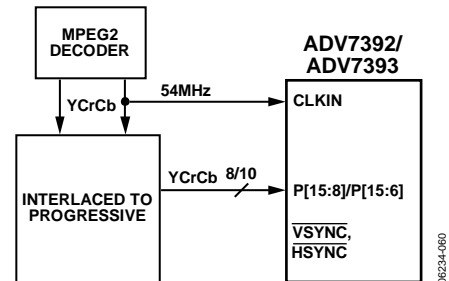 MPEG2
DECODER
ADV7392/
ADV7393
54MHz
YCrCb
CLKIN
YCrCb 8/10
INTERLACED TO
PROGRESSIVE
P[15:8]/P[15:6]
VSYNC,
HSYNC
06234-060